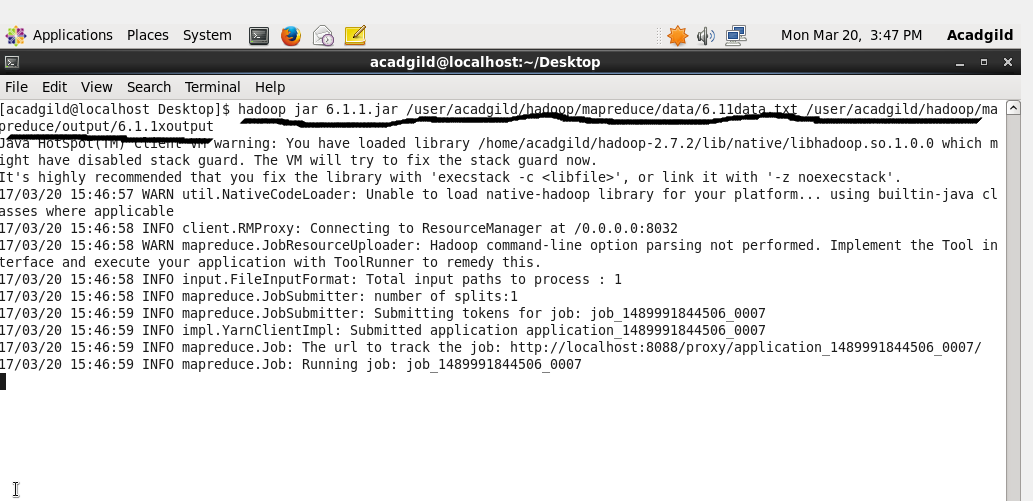 Applications Places System
Mon Mar 20, 3:47 PM Acadgild
acadgild@localhost:~/Desktop
File Edit View Search Terminal Help
[acadgild@localhost Desktop]$ hadoop jar 6.1.1.jar /user/acadgild/hadoop/mapreduce/data/6.11data.txt /user/acadgild/hadoop/ma
preduce/output/6.1.1xoutput
Java HotSpot(TM) Client VM warning: You have loaded library /home/acadgild/hadoop-2.7.2/lib/native/libhadoop.so.1.0.0 which m
ight have disabled stack guard. The VM will try to fix the stack guard now.
It's highly recommended that you fix the library with 'execstack -c <libfile>', or link it with '-z noexecstack'.
17/03/20 15:46:57 WARN util.NativeCodeLoader: Unable to load native-hadoop library for your platform... using builtin-java cl
asses where applicable
17/03/20 15:46:58 INFO client.RMProxy: Connecting to ResourceManager at /0.0.0.0:8032
17/03/20 15:46:58 WARN mapreduce.JobResourceUploader: Hadoop command-line option parsing not performed. Implement the Tool in
terface and execute your application with ToolRunner to remedy this.
17/03/20 15:46:58 INFO input.FileInputFormat: Total input paths to process : 1
17/03/20 15:46:58 INFO mapreduce.JobSubmitter: number of splits:1
17/03/20 15:46:59 INFO mapreduce.JobSubmitter: Submitting tokens for job: job_1489991844506_0007
17/03/20 15:46:59 INFO impl.YarnClientImpl: Submitted application application_1489991844506_0007
17/03/20 15:46:59 INFO mapreduce.Job: The url to track the job: http://localhost:8088/proxy/application_1489991844506_0007/
17/03/20 15:46:59 INFO mapreduce.Job: Running job: job_1489991844506_0007